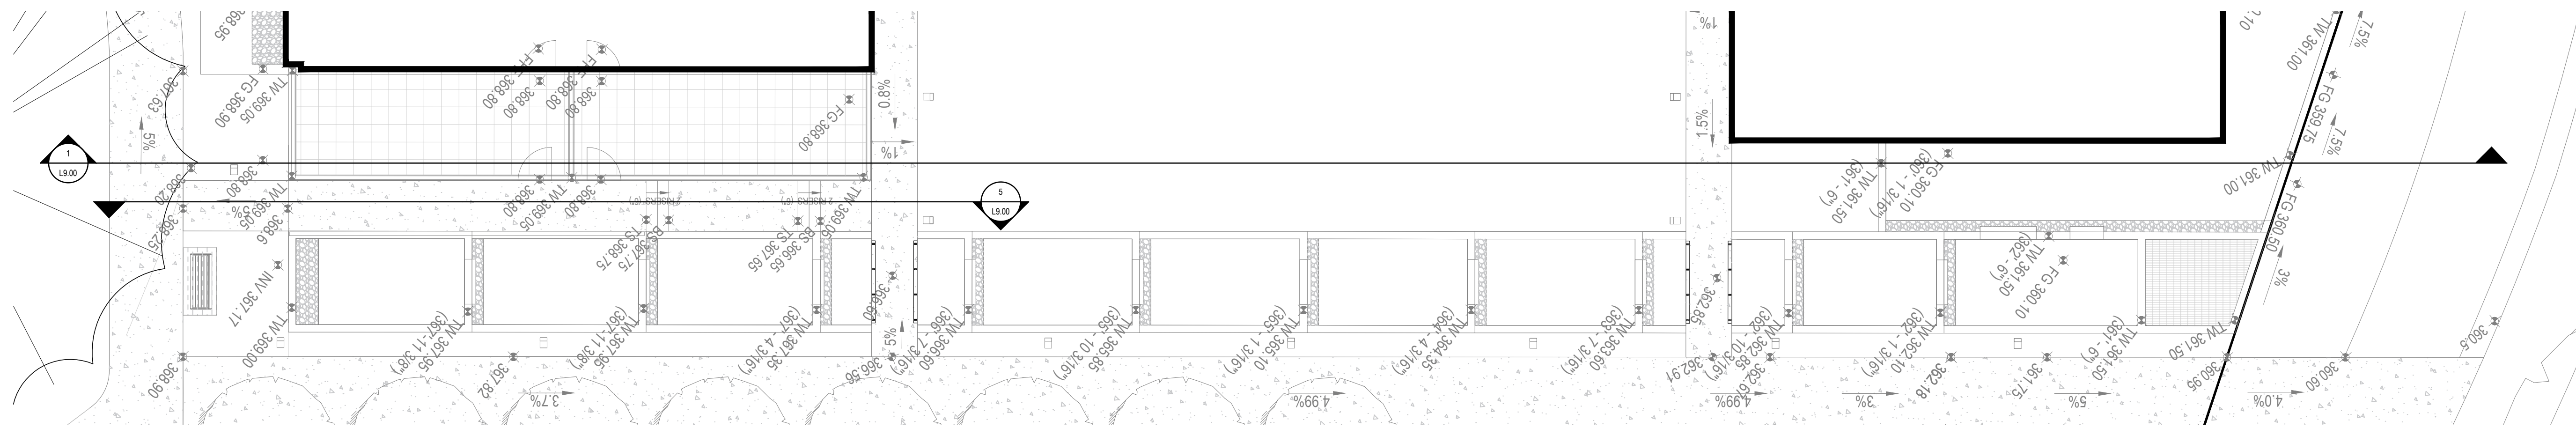 368.95
FG 368.90
TW 369.05
367.63
5%
1
L9.00
368.20
368.80
TW 369.05
5%
368.25
368.6
INV 367.17
TW 369.00
368.90
FFE 368.80
368.80
FFE 368.80
368.80
FG 368.80
368.80
TW 369.05
368.80
2 RISERS (6")
2 RISERS (6")
TW 369.05
TS 368.75
BS 367.75
TS 367.65
BS 366.65
0.8%
1%
5
L9.00
TW 367.95
(367' - 11 3/8")
367.82
TW 367.95
(367' - 11 3/8")
TW 367.35
(367' - 4 3/16")
366.60
5%
366.56
TW 366.60
(366' - 7 3/16")
TW 365.85
(365' - 10 3/16")
TW 365.10
(365' - 1 3/16")
TW 364.35
(364' - 4 3/16")
TW 363.60
(363' - 7 3/16")
3.7%
4.99%
1%
1.5%
362.85
362.91
TW 362.85
(362' - 10 3/16")
362.67
4.99%
TW 362.10
(362' - 1 3/16")
362.18
3%
361.75
TW 361.50
(361' - 6")
5%
TW 361.50
(361' - 6")
FG 360.10
(360' - 1 3/16")
TW 361.50
(362' - 6")
FG 360.10
TW 361.00
7.5%
FG 359.75
7.5%
TW 361.00
FG 360.50
3%
TW 361.50
360.95
4.0%
360.60
360.5